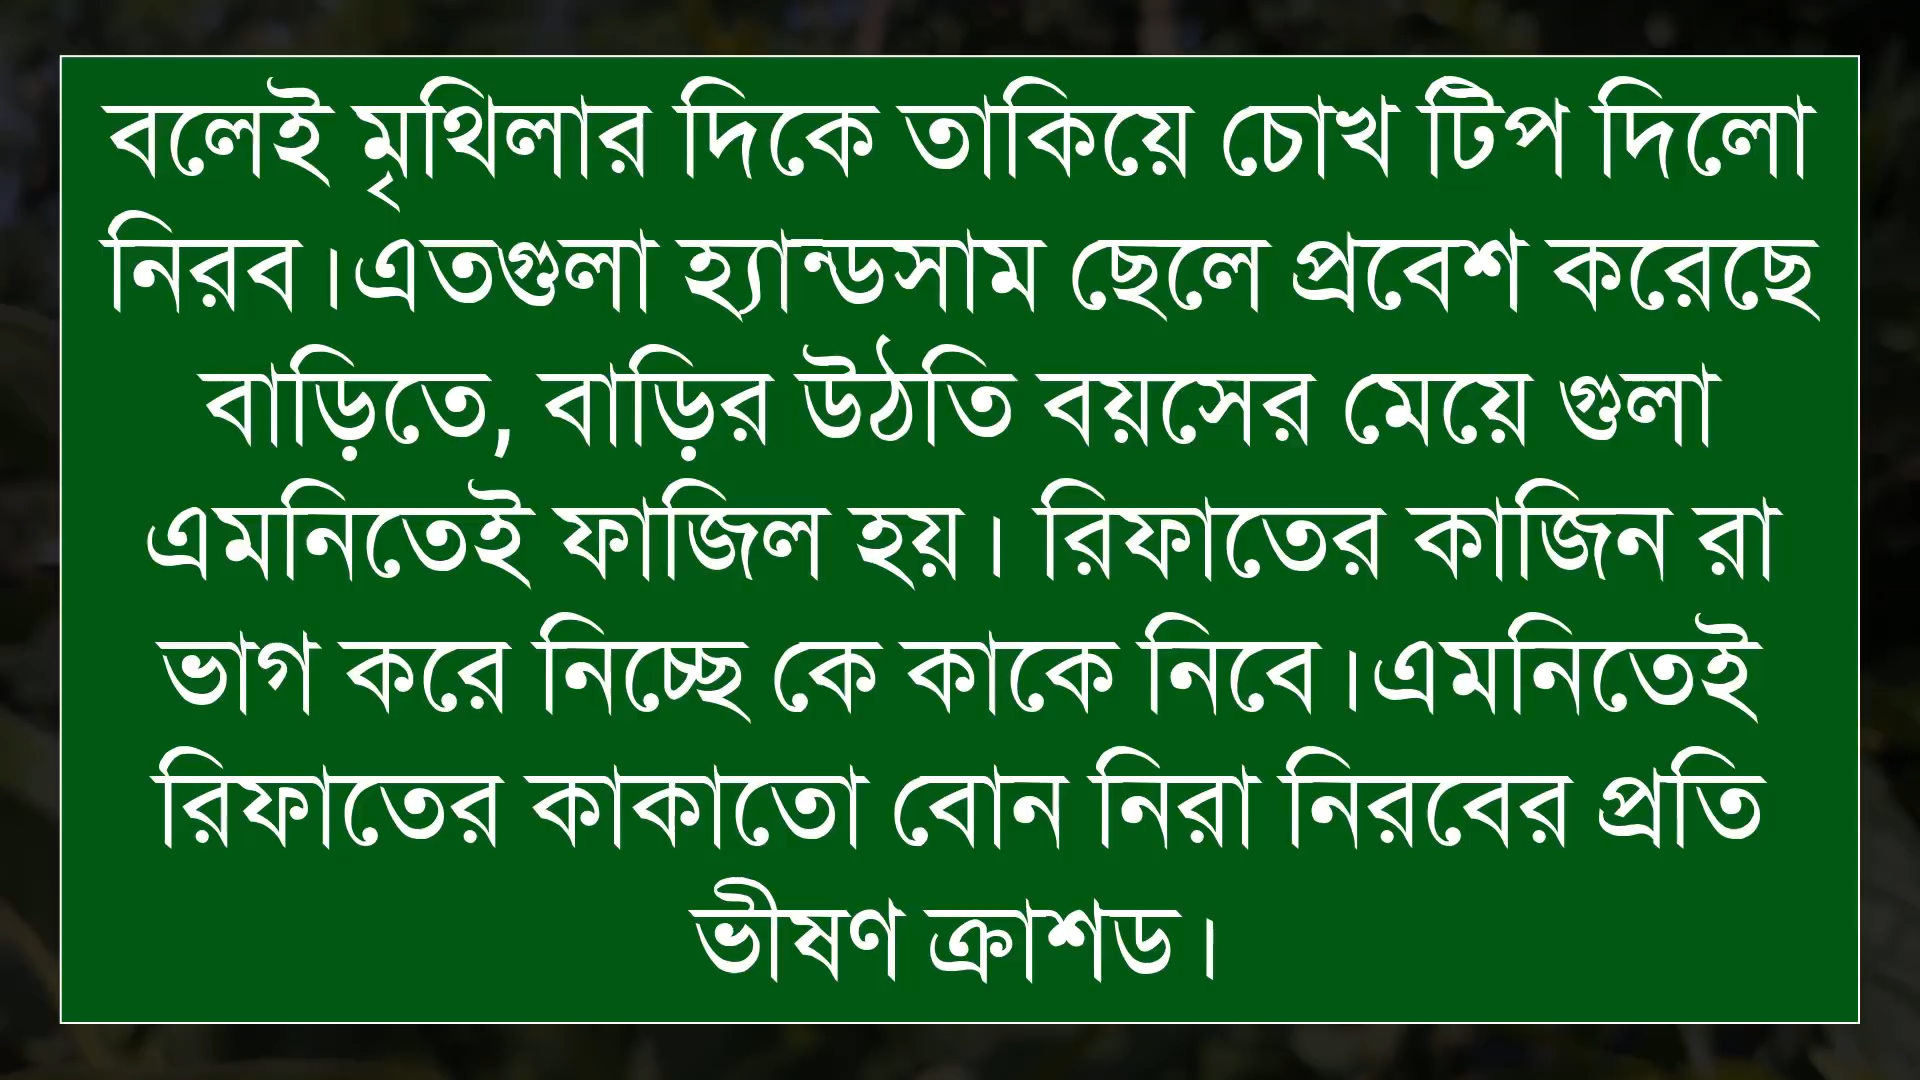 বলেই মৃথিলার দিকে তাকিয়ে চোখ টিপ দিলো
নিরব।এতগুলা হ্যান্ডসাম ছেলে প্রবেশ করেছে
বাড়িতে, বাড়ির উঠতি বয়সের মেয়ে গুলা
এমনিতেই ফাজিল হয়। রিফাতের কাজিন রা
ভাগ করে নিচ্ছে কে কাকে নিবে।এমনিতেই
রিফাতের কাকাতো বোন নিরা নিরবের প্রতি
ভীষণ ক্রাশড।